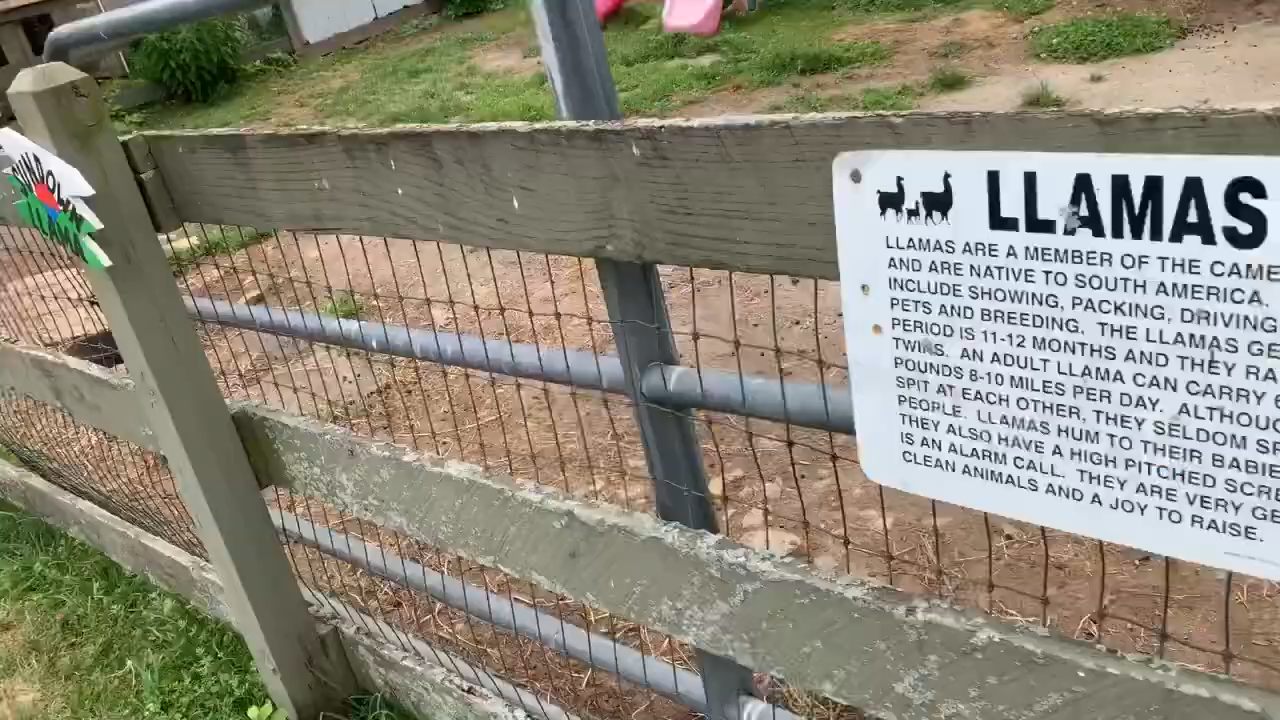 SUNDOWN
LLAMAS
LLAMAS ARE A MEMBER OF THE CAME
AND ARE NATIVE TO SOUTH AMERICA.
INCLUDE SHOWING, PACKING, DRIVING
PETS AND BREEDING. THE LLAMAS GE
PERIOD IS 11-12 MONTHS AND THEY RA
TWINS. AN ADULT LLAMA CAN CARRY 6
POUNDS 8-10 MILES PER DAY. ALTHOUG
SPIT AT EACH OTHER, THEY SELDOM SP
PEOPLE. LLAMAS HUM TO THEIR BABIE
THEY ALSO HAVE A HIGH PITCHED SCRE
IS AN ALARM CALL. THEY ARE VERY GE
CLEAN ANIMALS AND A JOY TO RAISE.